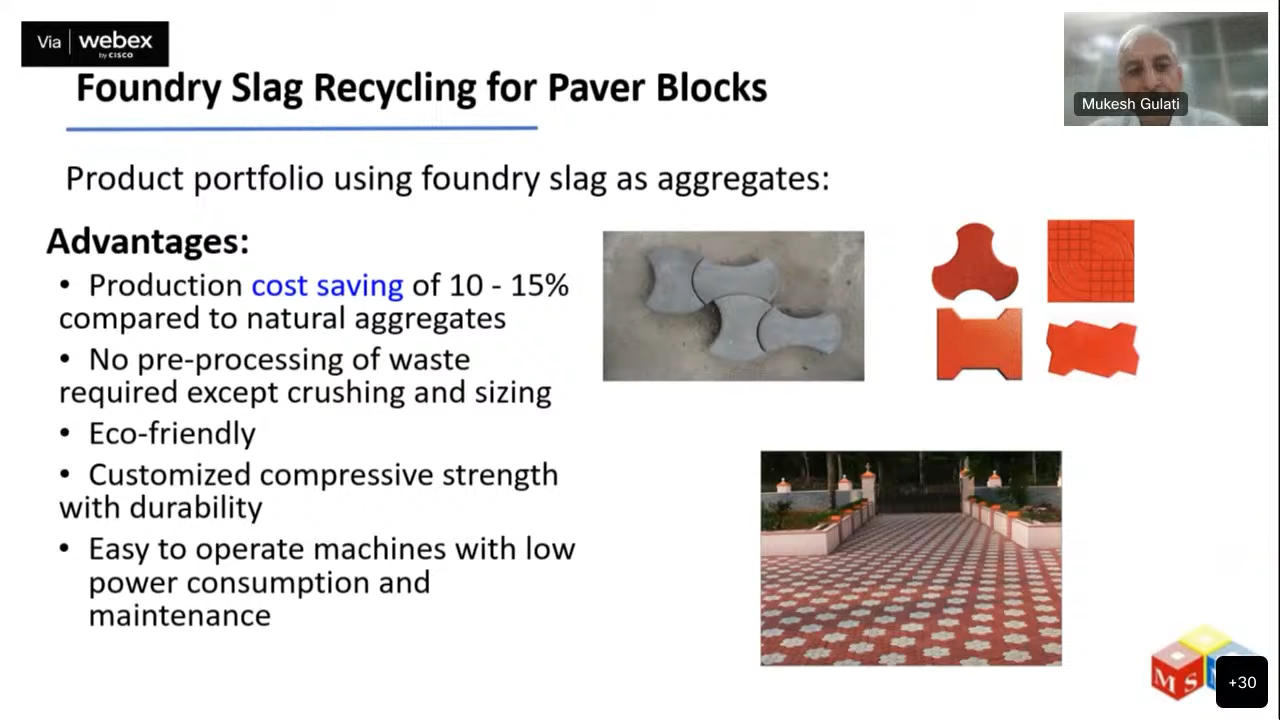 Via webex
by CISCO
Foundry Slag Recycling for Paver Blocks
Mukesh Gulati
Product portfolio using foundry slag as aggregates:
Advantages:
• Production cost saving of 10 - 15%
compared to natural aggregates
• No pre-processing of waste
required except crushing and sizing
• Eco-friendly
• Customized compressive strength
with durability
• Easy to operate machines with low
power consumption and
maintenance
M S
+30